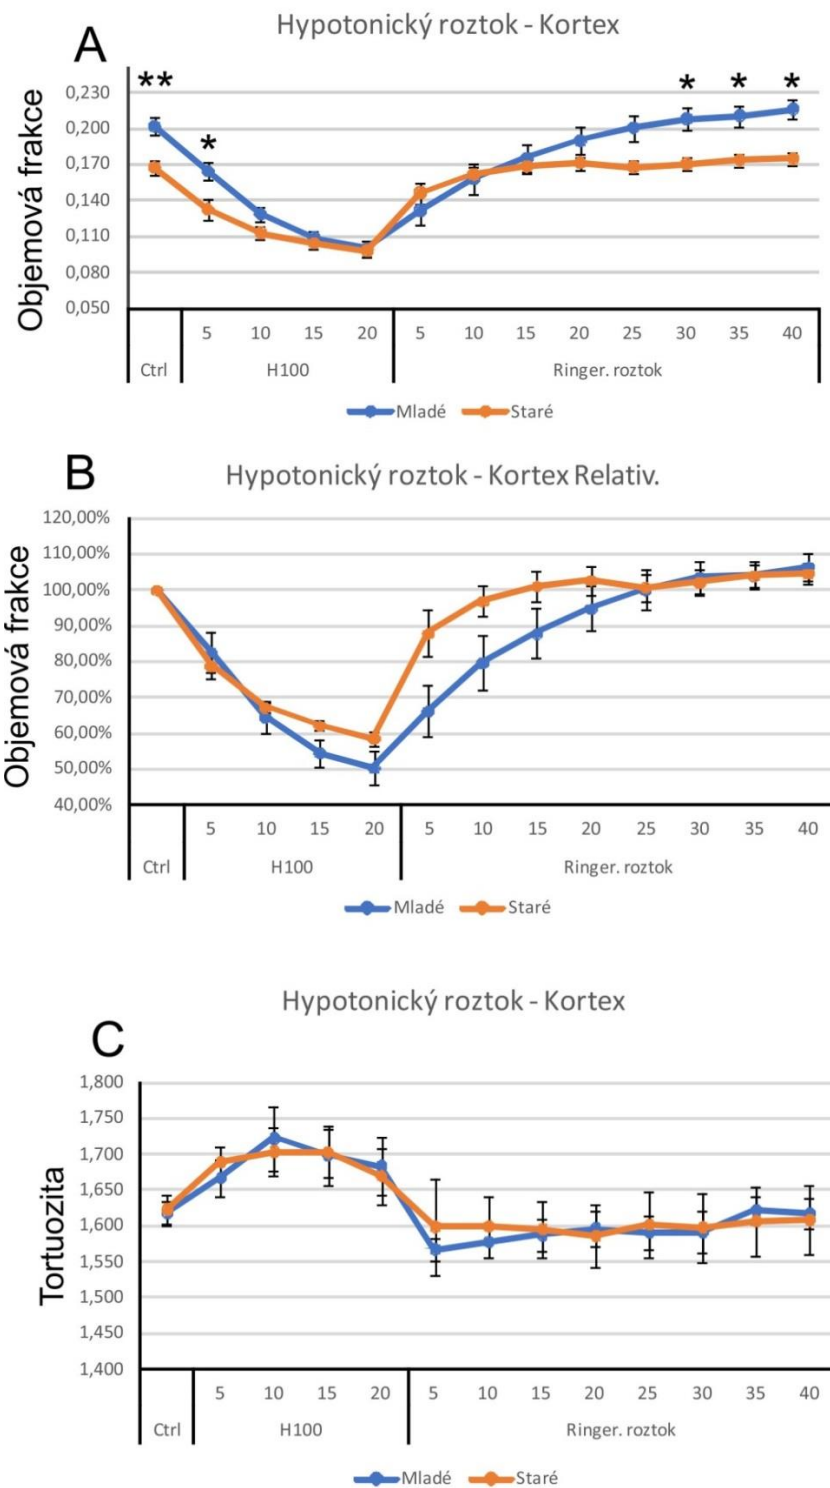 A
Hypotonický roztok - Kortex
** * * * *
Objemová frakce
0,230
0,200
0,170
0,140
0,110
0,080
0,050
5 10 15 20 5 10 15 20 25 30 35 40
Ctrl H100 Ringer. roztok
Mladé Staré
B
Hypotonický roztok - Kortex Relativ.
Objemová frakce
120,00%
110,00%
100,00%
90,00%
80,00%
70,00%
60,00%
50,00%
40,00%
5 10 15 20 5 10 15 20 25 30 35 40
Ctrl H100 Ringer. roztok
Mladé Staré
Hypotonický roztok - Kortex
C
Tortuozita
1,800
1,750
1,700
1,650
1,600
1,550
1,500
1,450
1,400
5 10 15 20 5 10 15 20 25 30 35 40
Ctrl H100 Ringer. roztok
Mladé Staré